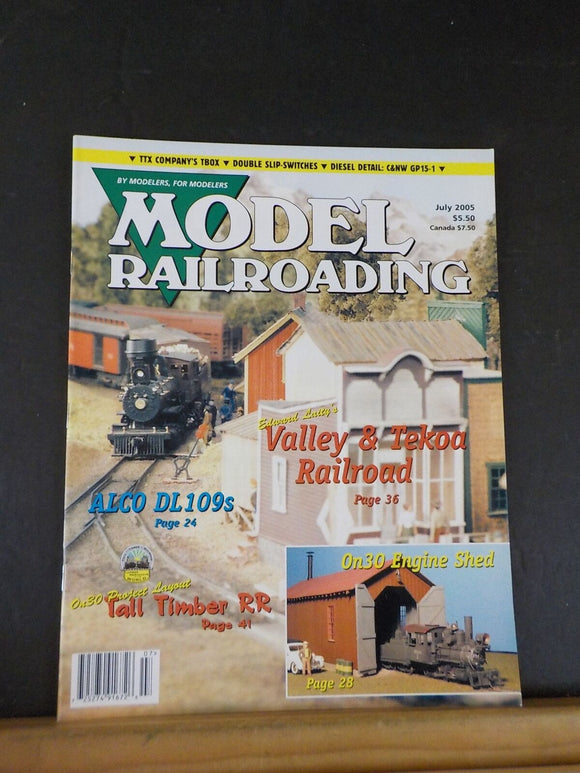 ▼ TTX COMPANY'S TBOX ▼ DOUBLE SLIP-SWITCHES ▼ DIESEL DETAIL: C&NW GP15-1 ▼
BY MODELERS, FOR MODELERS
MODEL
RAILROADING
July 2005
$5.50
Canada $7.50
Edward Lally's
Valley & Tekoa
Railroad
Page 36
ALCO DL109s
Page 24
On30 Project Layout
Tall Timber RR
Page 41
On30 Engine Shed
Page 28
07>